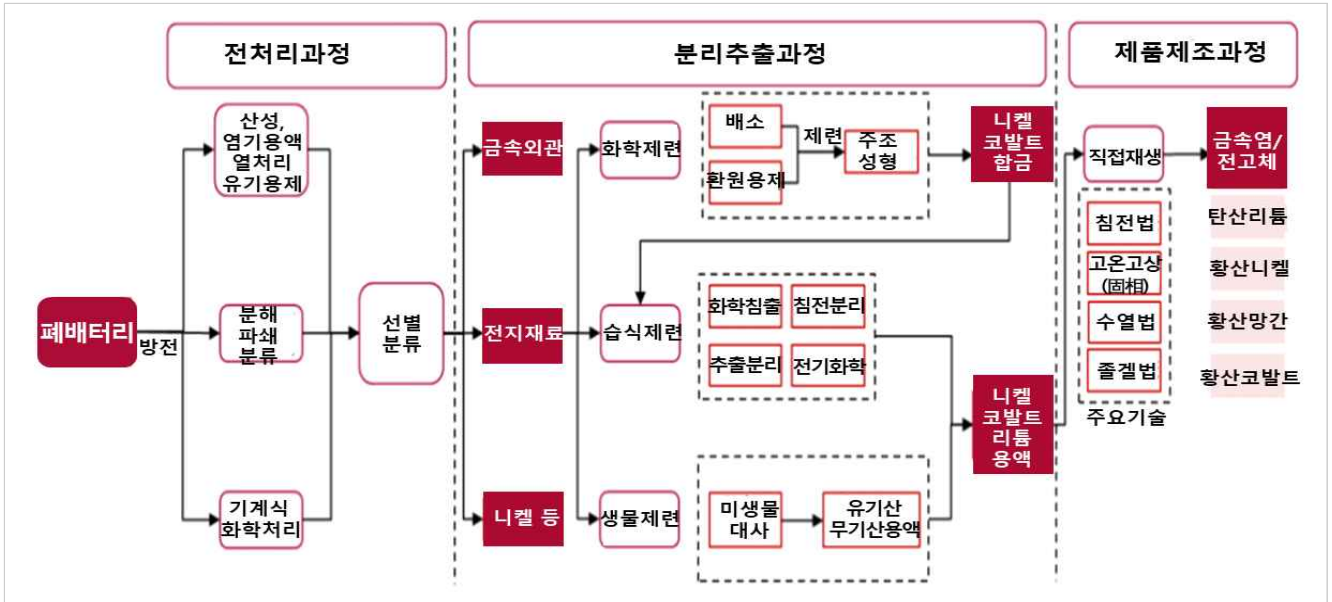 전처리과정
분리추출과정
제품제조과정
산성,
염기용액
열처리
유기용제
분해
파쇄
분류
기계식
화학처리
폐배터리
방전
선별
분류
금속외관
전지재료
니켈 등
화학제련
습식제련
생물제련
배소
환원용제
제련
주조
성형
화학침출
침전분리
추출분리
전기화학
미생물
대사
유기산
무기산용액
니켈
코발트
합금
니켈
코발트
리튬
용액
직접재생
침전법
고온고상
(固相)
수열법
졸겔법
주요기술
금속염/
전고체
탄산리튬
황산니켈
황산망간
황산코발트